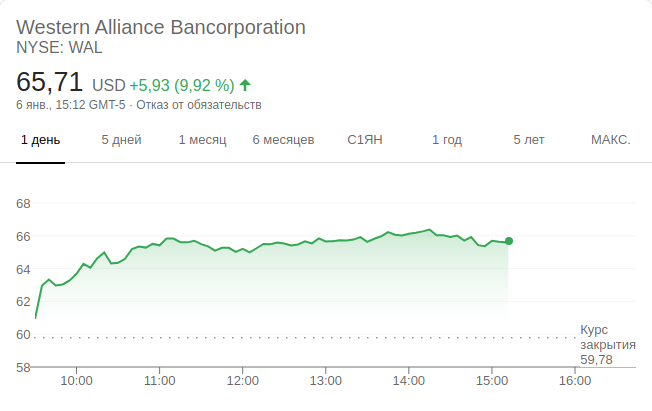 Western Alliance Bancorporation
NYSE: WAL
65,71 USD +5,93 (9,92 %)
6 янв., 15:12 GMT-5 · Отказ от обязательств
1 день 5 дней 1 месяц 6 месяцев С1ЯН 1 год 5 лет МАКС.
68
66
64
62
60
Курс
закрытия
59,78
58
10:00 11:00 12:00 13:00 14:00 15:00 16:00